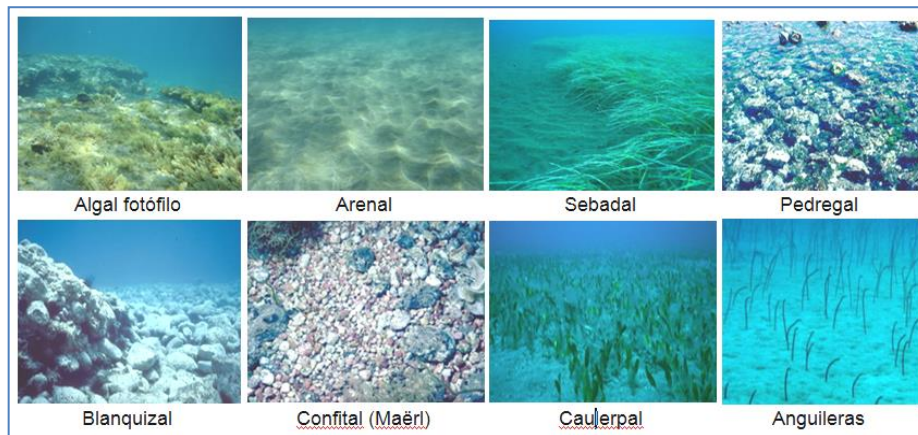 Algal fotófilo
Arenal
Sebadal
Pedregal
Blanquizal
Confital (Maërl)
Caulerpal
Anguileras